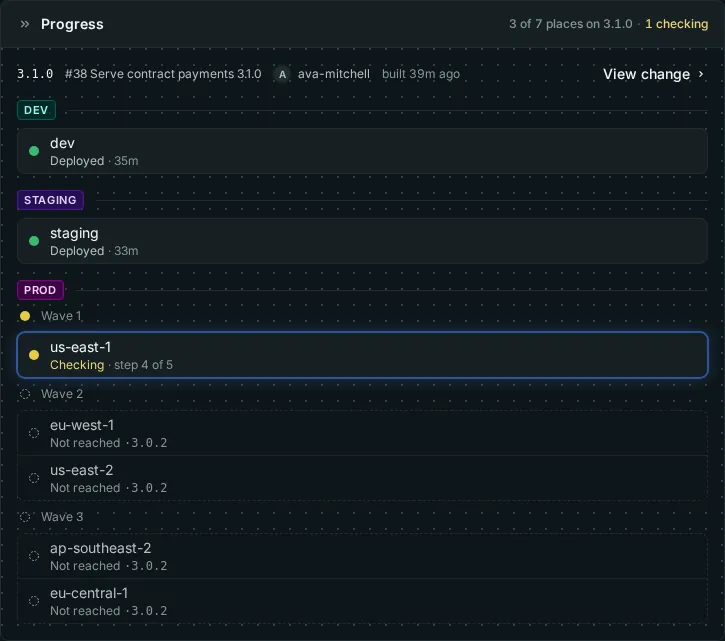 » Progress 3 of 7 places on 3.1.0 · 1 checking
3.1.0 #38 Serve contract payments 3.1.0 A ava-mitchell built 39m ago View change ›
DEV
dev
Deployed · 35m
STAGING
staging
Deployed · 33m
PROD
Wave 1
us-east-1
Checking · step 4 of 5
Wave 2
eu-west-1
Not reached ·3.0.2
us-east-2
Not reached ·3.0.2
Wave 3
ap-southeast-2
Not reached ·3.0.2
eu-central-1
Not reached ·3.0.2